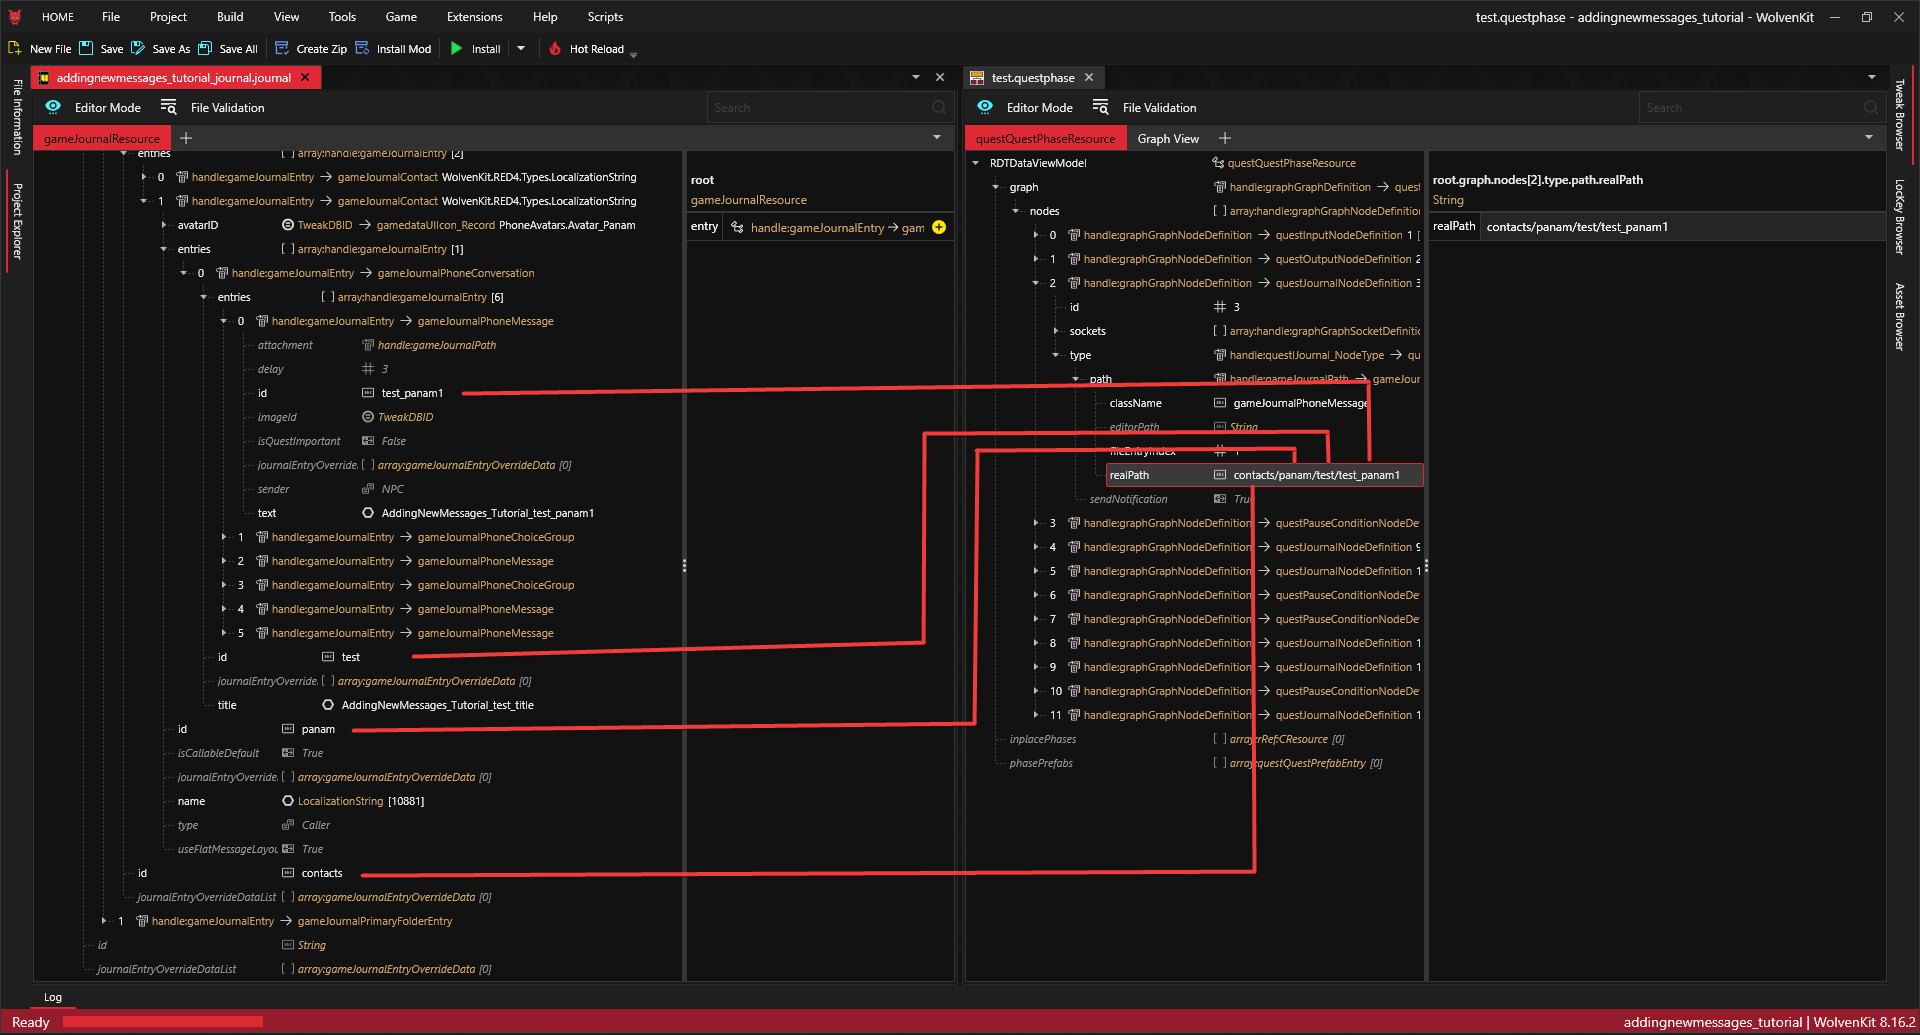 HOME File Project Build View Tools Game Extensions Help Scripts
test.questphase - addingnewmessages_tutorial - WolvenKit
New File Save Save As Save All Create Zip Install Mod Install Hot Reload
File Information
Project Explorer
addingnewmessages_tutorial_journal.journal
Editor Mode File Validation Search
gameJournalResource
entries [ ] array:handle:gameJournalEntry [2]
0 handle:gameJournalEntry → gameJournalContact WolvenKit.RED4.Types.LocalizationString
1 handle:gameJournalEntry → gameJournalContact WolvenKit.RED4.Types.LocalizationString
avatarID TweakDBID → gamedataUIIcon_Record PhoneAvatars.Avatar_Panam
entries [ ] array:handle:gameJournalEntry [1]
0 handle:gameJournalEntry → gameJournalPhoneConversation
entries [ ] array:handle:gameJournalEntry [6]
0 handle:gameJournalEntry → gameJournalPhoneMessage
attachment handle:gameJournalPath
delay 3
id test_panam1
imageId TweakDBID
isQuestImportant False
journalEntryOverride. [ ] array:gameJournalEntryOverrideData [0]
sender NPC
text AddingNewMessages_Tutorial_test_panam1
1 handle:gameJournalEntry → gameJournalPhoneChoiceGroup
2 handle:gameJournalEntry → gameJournalPhoneMessage
3 handle:gameJournalEntry → gameJournalPhoneChoiceGroup
4 handle:gameJournalEntry → gameJournalPhoneMessage
5 handle:gameJournalEntry → gameJournalPhoneMessage
id test
journalEntryOverride. [ ] array:gameJournalEntryOverrideData [0]
title AddingNewMessages_Tutorial_test_title
id panam
isCallableDefault True
journalEntryOverride. [ ] array:gameJournalEntryOverrideData [0]
name LocalizationString [10881]
type Caller
useFlatMessageLayou True
id contacts
journalEntryOverrideDataList [ ] array:gameJournalEntryOverrideData [0]
1 handle:gameJournalEntry → gameJournalPrimaryFolderEntry
id String
journalEntryOverrideDataList [ ] array:gameJournalEntryOverrideData [0]
root
gameJournalResource
entry handle:gameJournalEntry → gam
test.questphase
Editor Mode File Validation Search
questQuestPhaseResource Graph View
RDTDataViewModel questQuestPhaseResource
graph handle:graphGraphDefinition → quest
nodes [ ] array:handle:graphGraphNodeDefinition
0 handle:graphGraphNodeDefinition → questInputNodeDefinition 1 [
1 handle:graphGraphNodeDefinition → questOutputNodeDefinition 2
2 handle:graphGraphNodeDefinition → questJournalNodeDefinition 3
id 3
sockets [ ] array:handle:graphGraphSocketDefinitic
type handle:questIJournal_NodeType → qu
path handle:gameJournalPath → gameJour
className gameJournalPhoneMessage
editorPath String
fileEntryIndex 1
realPath contacts/panam/test/test_panam1
sendNotification True
3 handle:graphGraphNodeDefinition → questPauseConditionNodeDe
4 handle:graphGraphNodeDefinition → questJournalNodeDefinition 9
5 handle:graphGraphNodeDefinition → questJournalNodeDefinition 1
6 handle:graphGraphNodeDefinition → questPauseConditionNodeDe
7 handle:graphGraphNodeDefinition → questPauseConditionNodeDe
8 handle:graphGraphNodeDefinition → questJournalNodeDefinition 1
9 handle:graphGraphNodeDefinition → questJournalNodeDefinition 1
10 handle:graphGraphNodeDefinition → questPauseConditionNodeDe
11 handle:graphGraphNodeDefinition → questJournalNodeDefinition 1
inplacePhases [ ] array:rRef:CResource [0]
phasePrefabs [ ] array:questQuestPrefabEntry [0]
root.graph.nodes[2].type.path.realPath
String
realPath contacts/panam/test/test_panam1
Tweak Browser
LocKey Browser
Asset Browser
Log
Ready
addingnewmessages_tutorial | WolvenKit 8.16.2